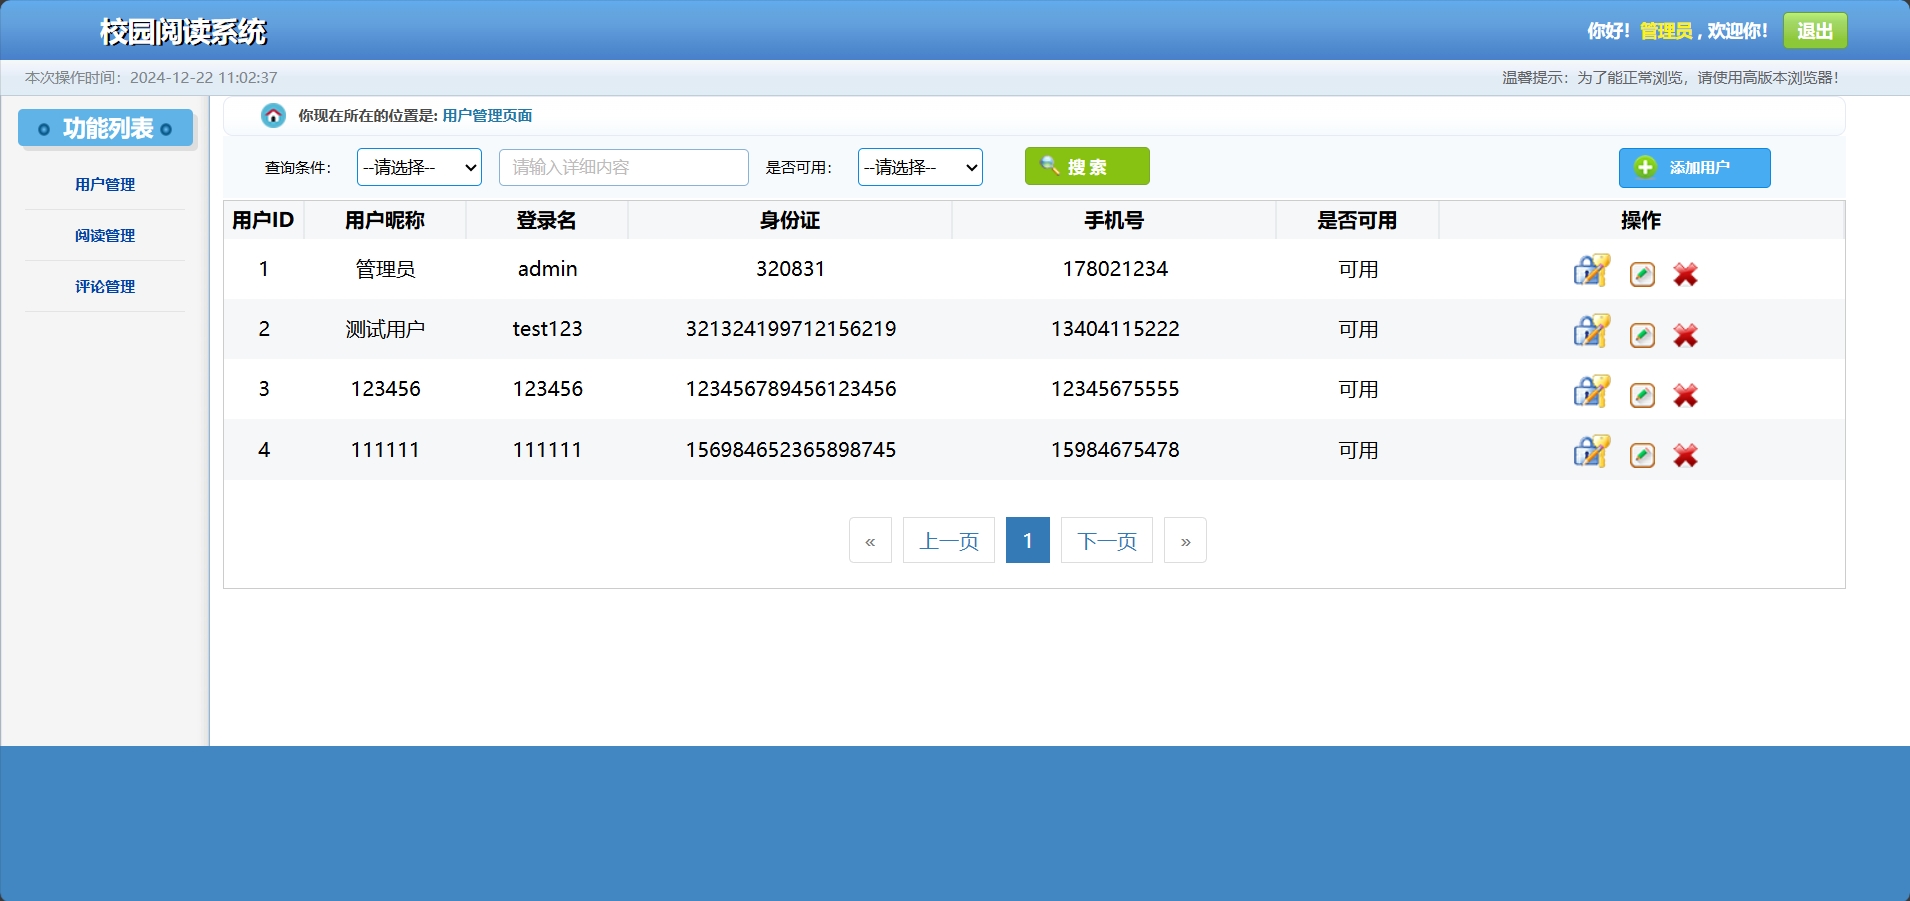 校园阅读系统
你好！管理员，欢迎你！ 退出
本次操作时间：2024-12-22 11:02:37
温馨提示：为了能正常浏览，请使用高版本浏览器！
功能列表
用户管理
阅读管理
评论管理
你现在所在的位置是: 用户管理页面
查询条件： --请选择-- 请输入详细内容 是否可用： --请选择-- 搜 索 添加用户
用户ID 用户昵称 登录名 身份证 手机号 是否可用 操作
1 管理员 admin 320831 178021234 可用
2 测试用户 test123 321324199712156219 13404115222 可用
3 123456 123456 123456789456123456 12345675555 可用
4 111111 111111 156984652365898745 15984675478 可用
« 上一页 1 下一页 »